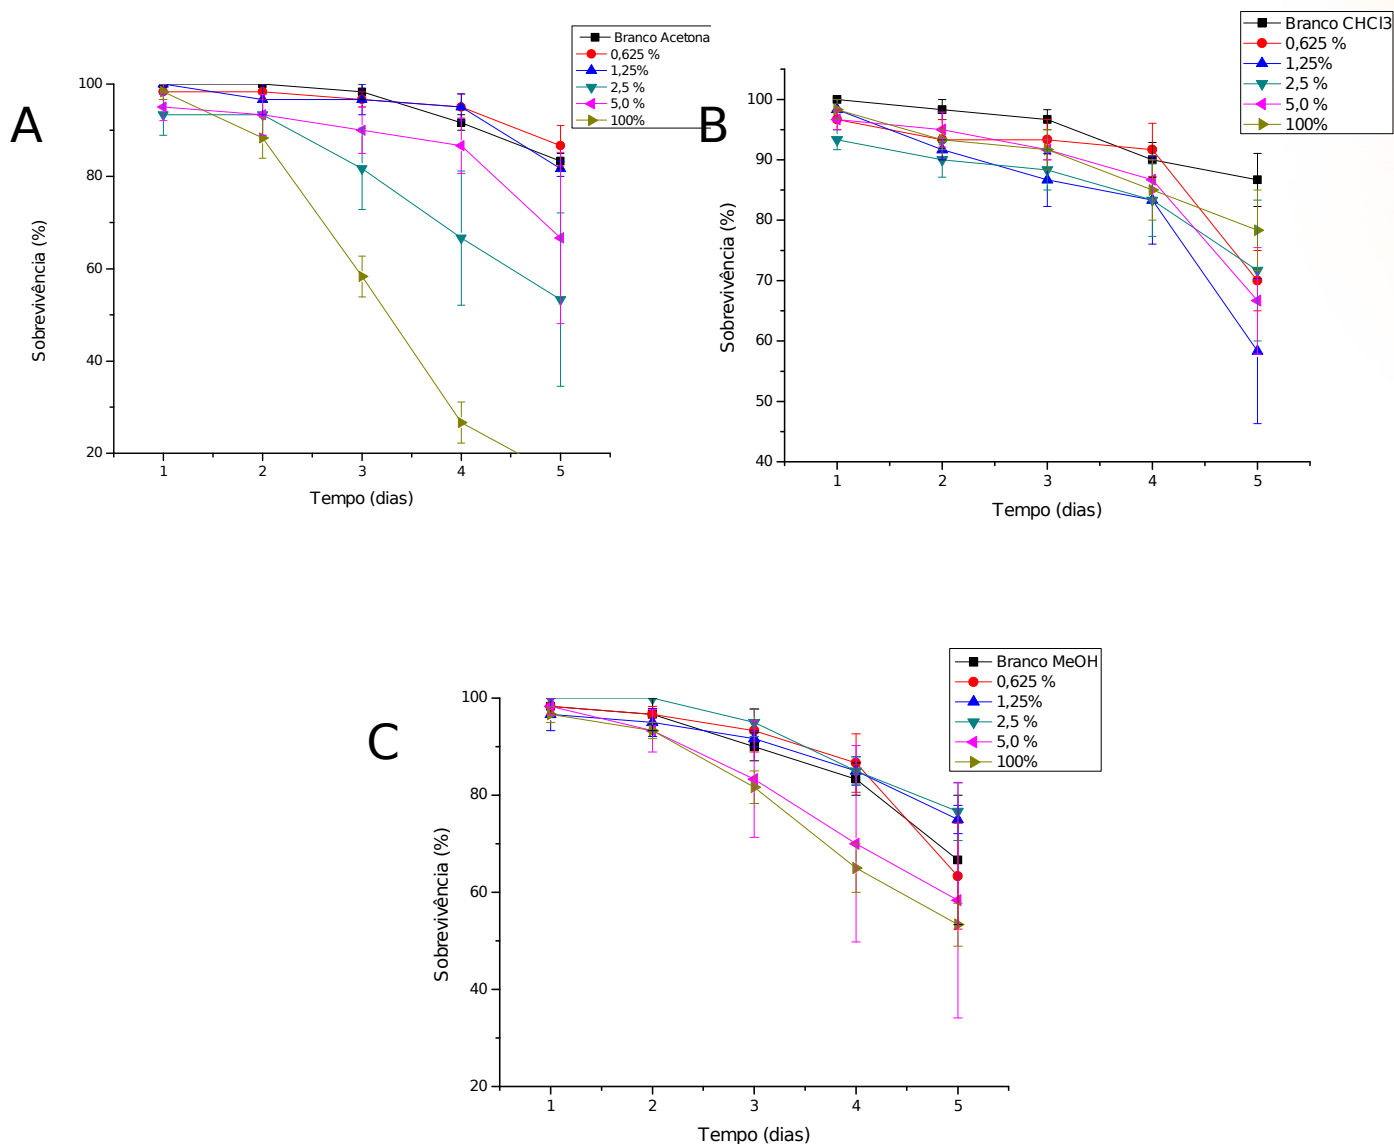 A
Branco Acetona
0,625 %
1,25%
2,5 %
5,0 %
100%
100
80
60
40
20
Sobrevivência (%)
1 2 3 4 5
Tempo (dias)
B
Branco CHCl3
0,625 %
1,25%
2,5 %
5,0 %
100%
100
90
80
70
60
50
40
Sobrevivência (%)
1 2 3 4 5
Tempo (dias)
C
Branco MeOH
0,625 %
1,25%
2,5 %
5,0 %
100%
100
80
60
40
20
Sobrevivência (%)
1 2 3 4 5
Tempo (dias)